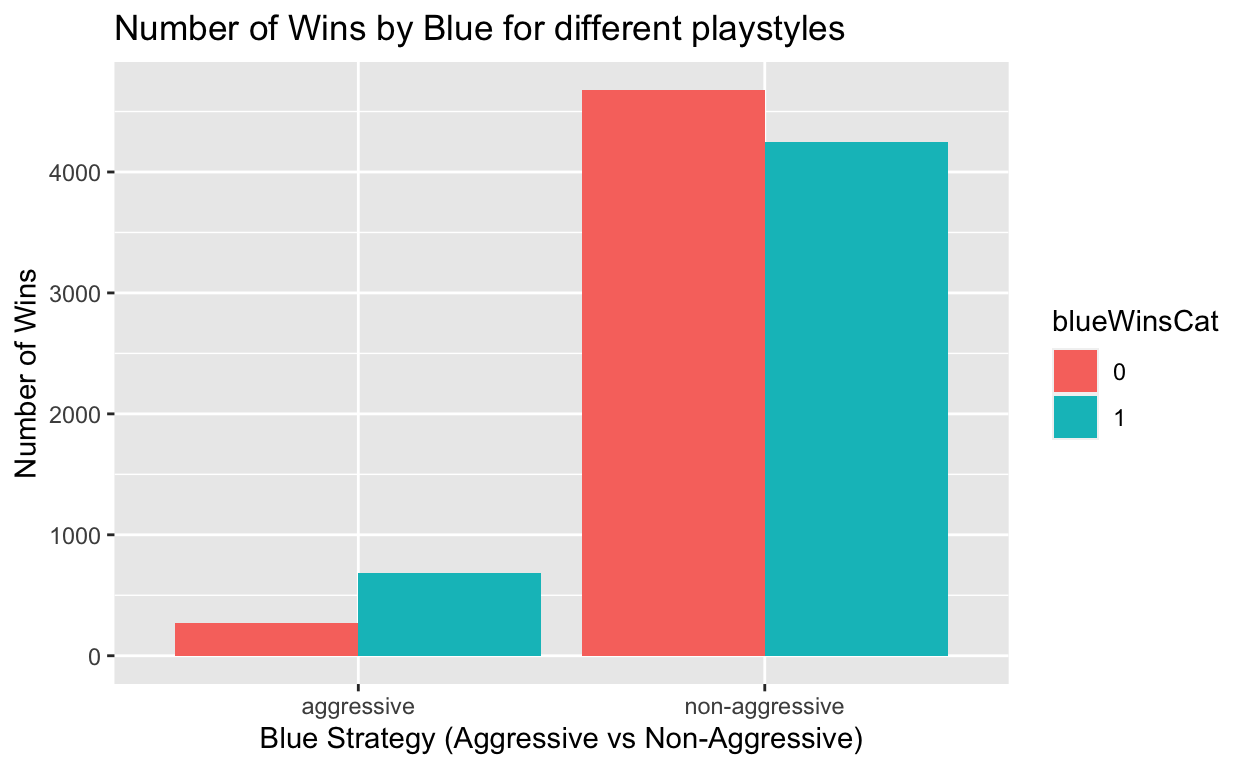 Number of Wins by Blue for different playstyles
Number of Wins
4000
3000
2000
1000
0
aggressive
non-aggressive
Blue Strategy (Aggressive vs Non-Aggressive)
blueWinsCat
0
1